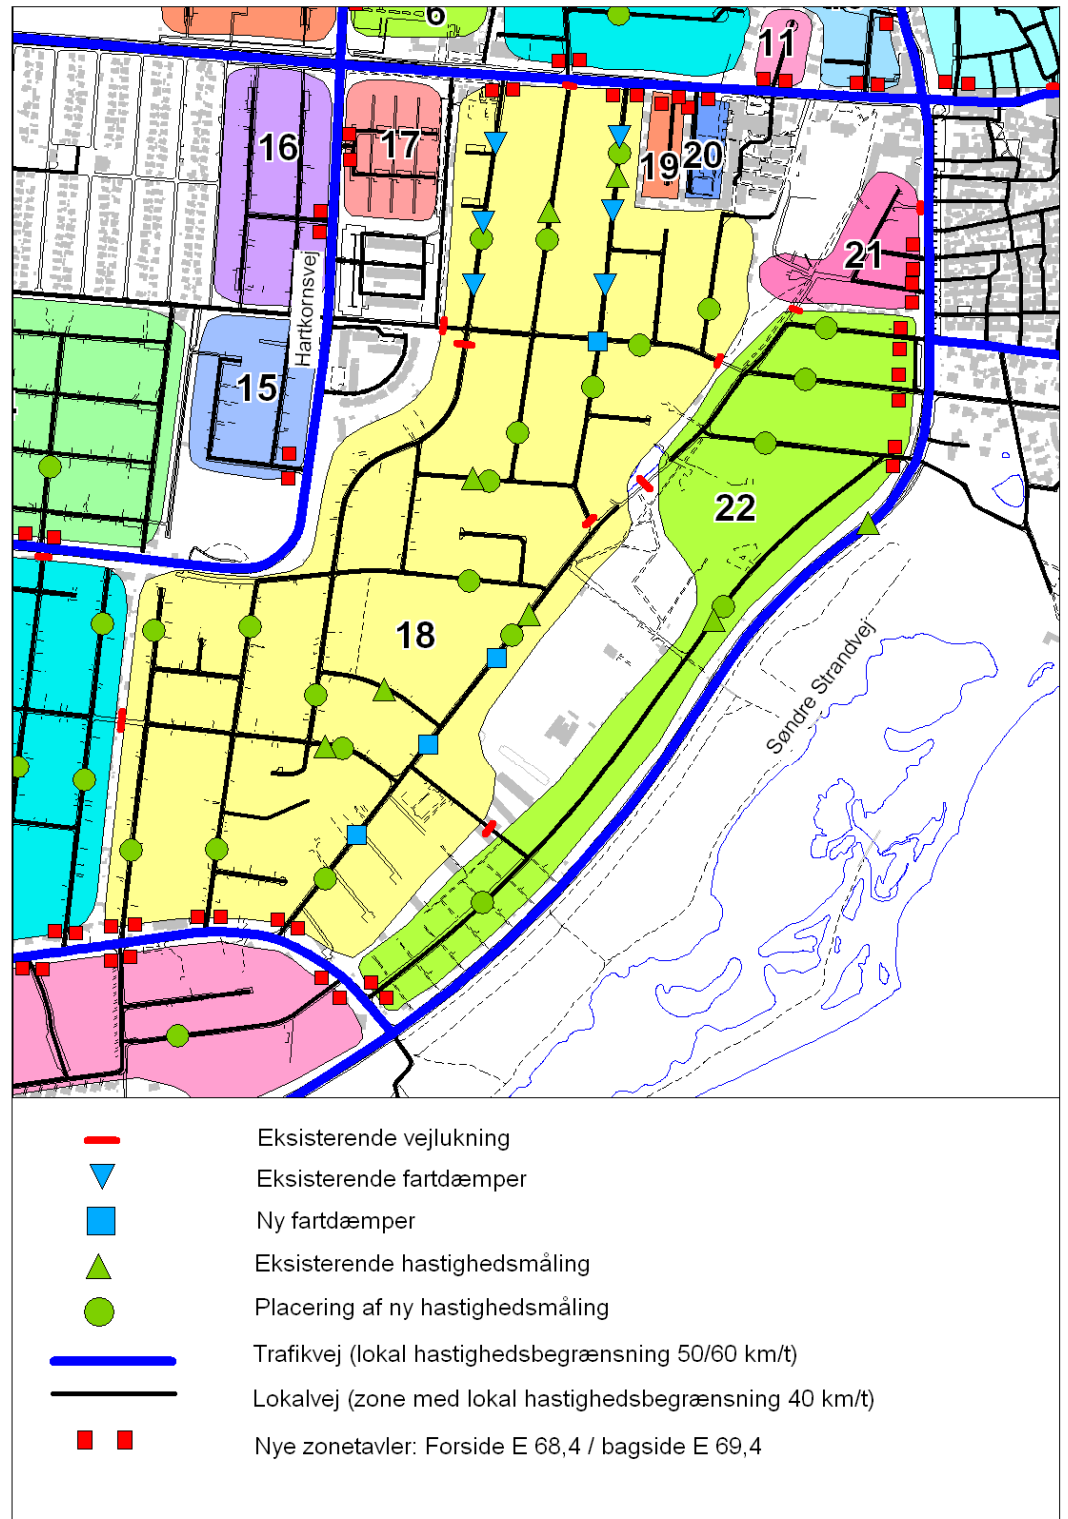 6
11
16
17
19
20
21
Hartkornsvej
15
22
18
Søndre Strandvej
Eksisterende vejlukning
Eksisterende fartdæmper
Ny fartdæmper
Eksisterende hastighedsmåling
Placering af ny hastighedsmåling
Trafikvej (lokal hastighedsbegrænsning 50/60 km/t)
Lokalvej (zone med lokal hastighedsbegrænsning 40 km/t)
Nye zonetavler: Forside E 68,4 / bagside E 69,4